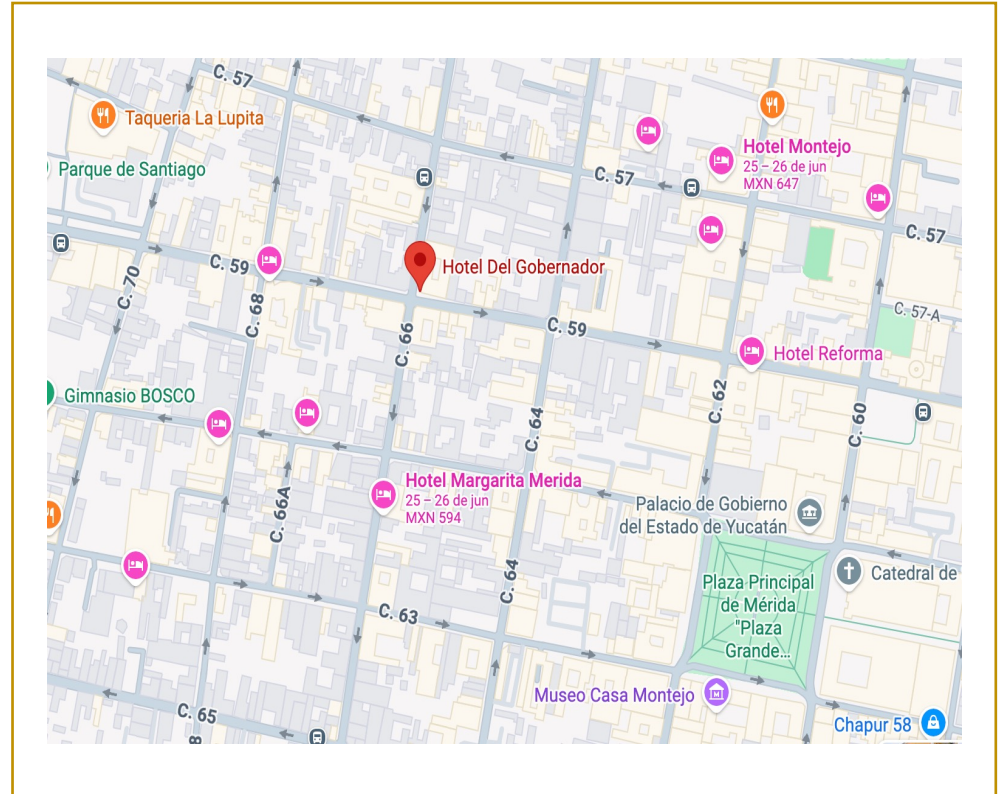 C. 57
Taqueria La Lupita
Parque de Santiago
Hotel Montejo
25 – 26 de jun
MXN 647
C. 57
C. 57
C. 59
Hotel Del Gobernador
C. 70
C. 68
C. 66
C. 59
C. 57-A
Hotel Reforma
Gimnasio BOSCO
C. 62
C. 60
C. 64
Hotel Margarita Merida
25 – 26 de jun
MXN 594
C. 66A
Palacio de Gobierno
del Estado de Yucatán
C. 64
Catedral de
Plaza Principal
de Mérida
"Plaza
Grande...
C. 63
Museo Casa Montejo
C. 65
Chapur 58
8